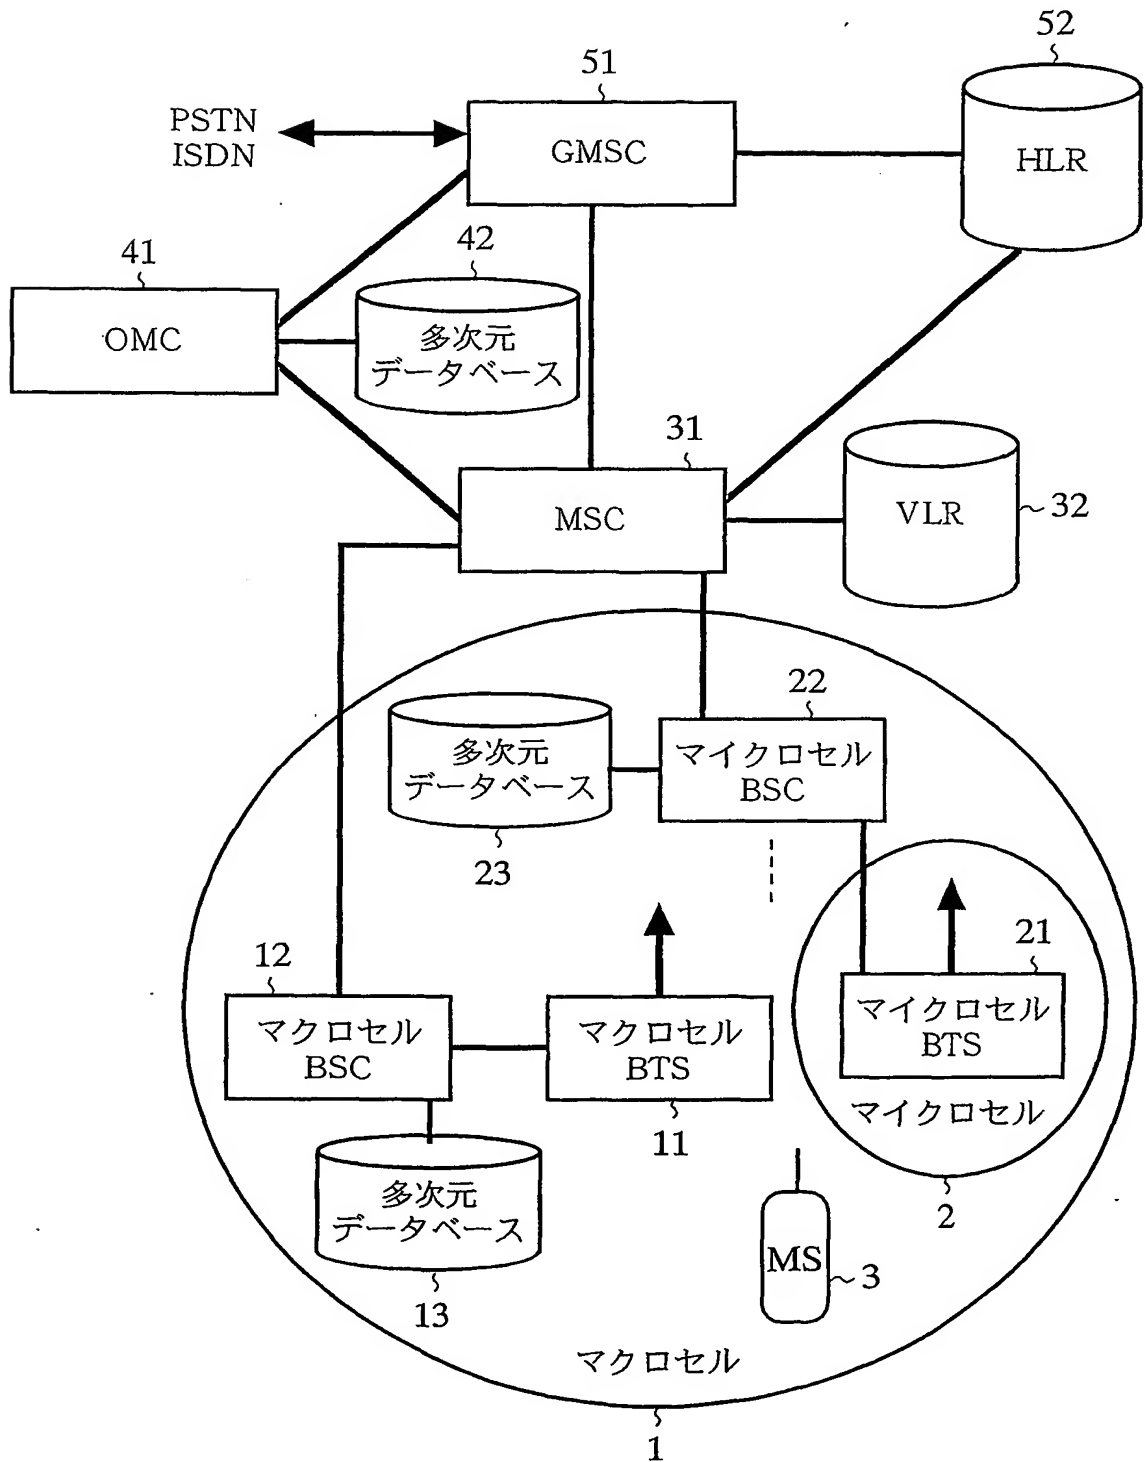 52
51
PSTN
ISDN
GMSC
HLR
41
42
OMC
多次元
データベース
31
MSC
VLR
32
22
多次元
データベース
マイクロセル
BSC
23
12
21
マクロセル
BSC
マクロセル
BTS
マイクロセル
BTS
マイクロセル
11
2
多次元
データベース
MS
3
13
マクロセル
1